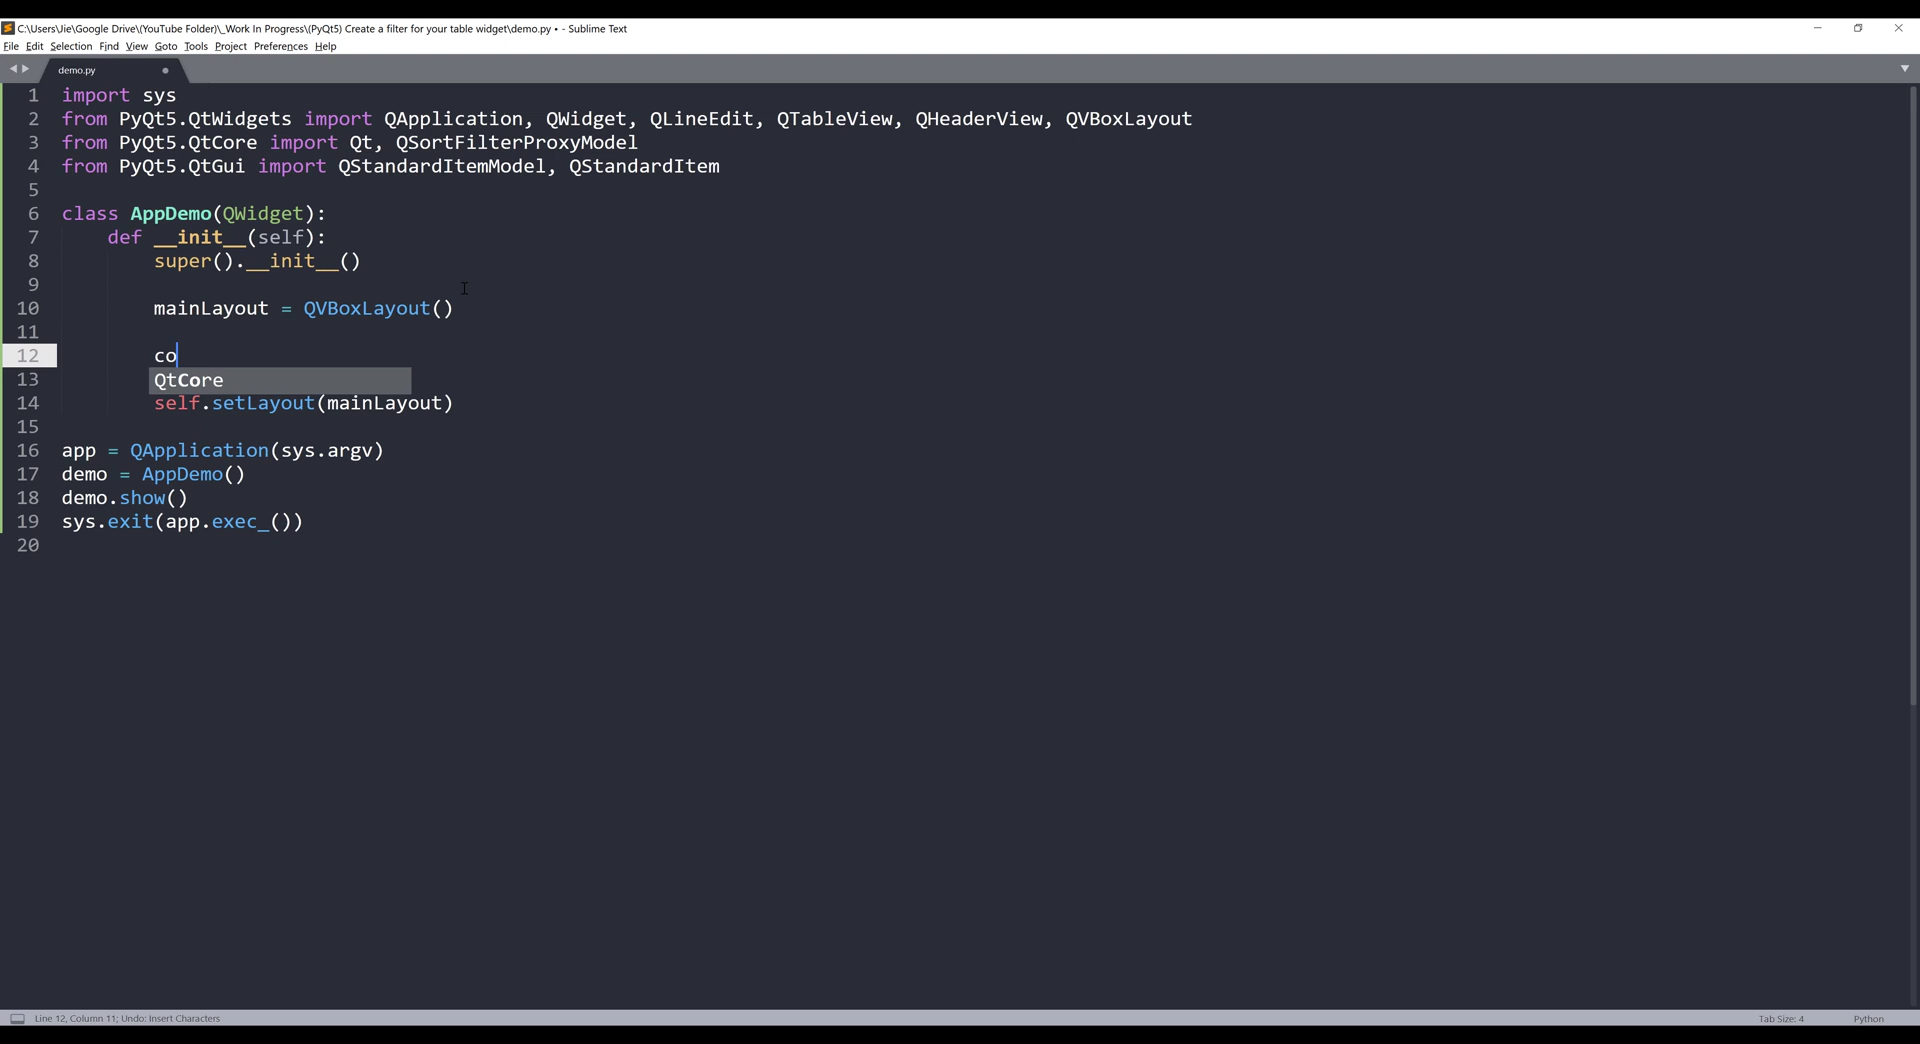 C:\Users\Jie\Google Drive\(YouTube Folder)\_Work In Progress\(PyQt5) Create a filter for your table widget\demo.py • - Sublime Text
File Edit Selection Find View Goto Tools Project Preferences Help
demo.py
1 import sys
2 from PyQt5.QtWidgets import QApplication, QWidget, QLineEdit, QTableView, QHeaderView, QVBoxLayout
3 from PyQt5.QtCore import Qt, QSortFilterProxyModel
4 from PyQt5.QtGui import QStandardItemModel, QStandardItem
5
6 class AppDemo(QWidget):
7     def __init__(self):
8         super().__init__()
9
10         mainLayout = QVBoxLayout()
11
12         co
13         QtCore
14         self.setLayout(mainLayout)
15
16 app = QApplication(sys.argv)
17 demo = AppDemo()
18 demo.show()
19 sys.exit(app.exec_())
20
Line 12, Column 11; Undo: Insert Characters
Tab Size: 4
Python